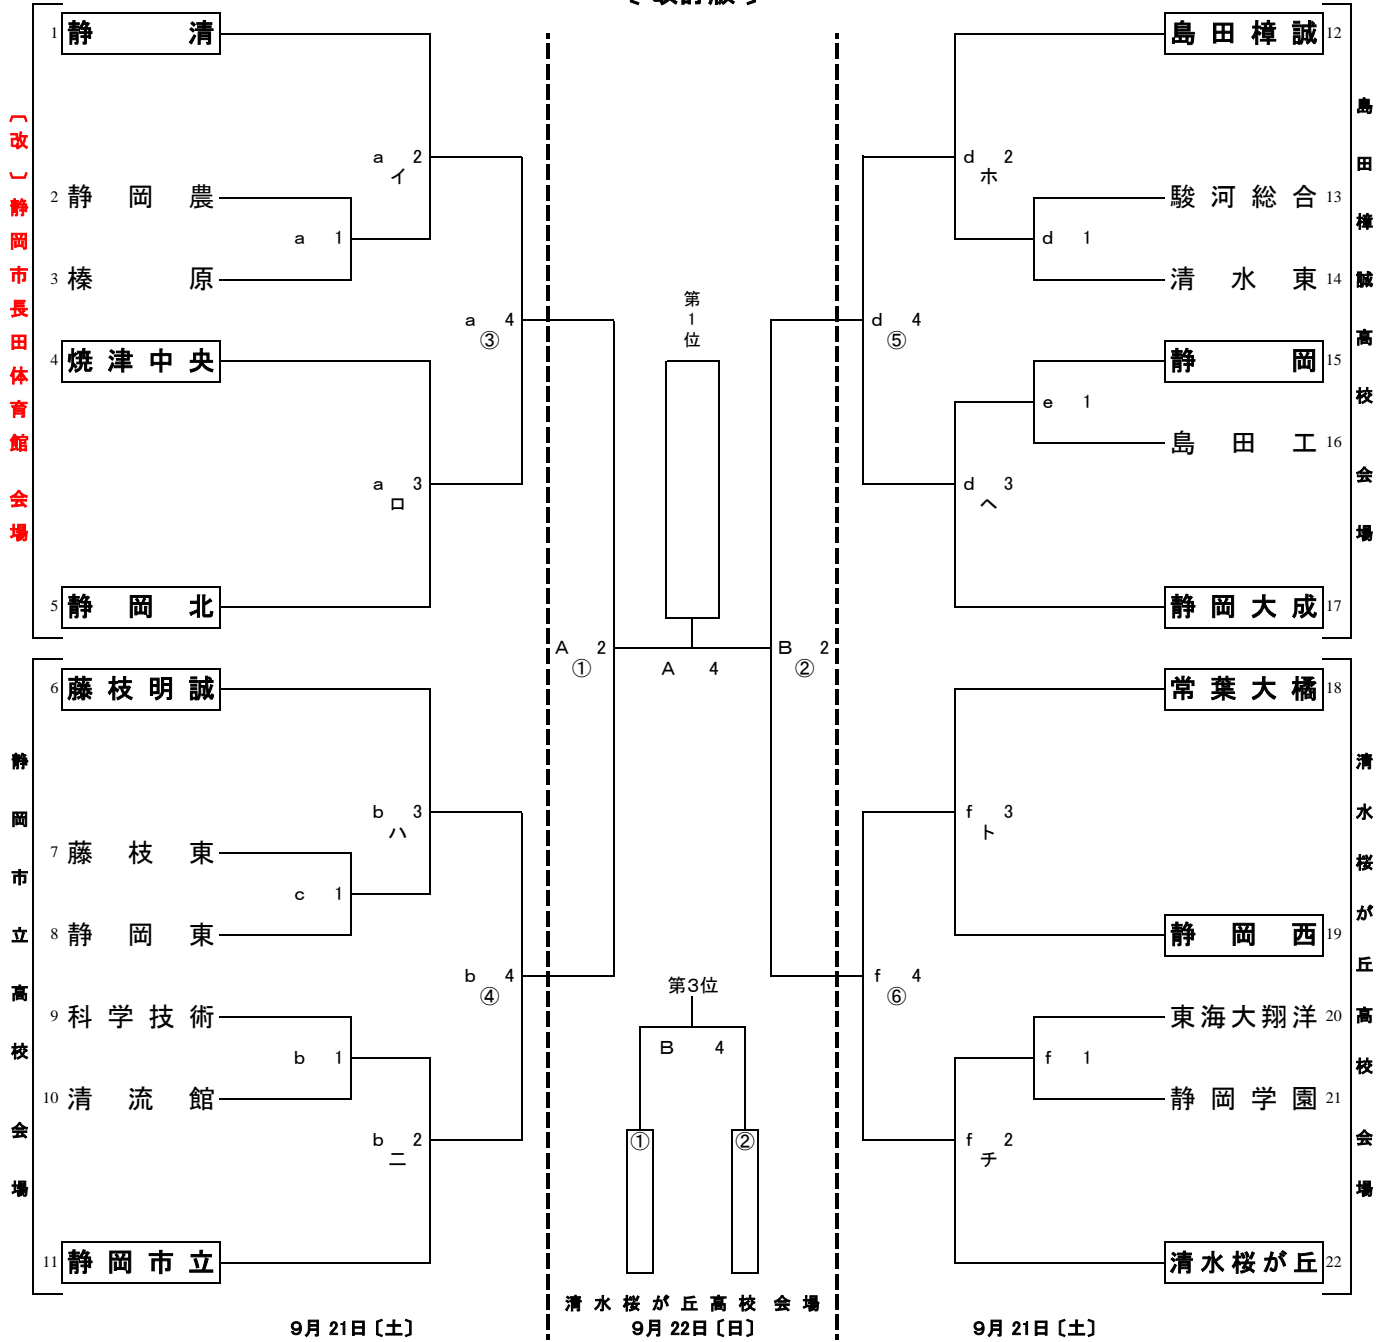 〔 改訂版 〕
1 静清
a 2
イ
2 静岡農
a 1
3 榛原
a 4
③
4 焼津中央
a 3
ロ
5 静岡北
〔改〕静岡市長田体育館 会場
6 藤枝明誠
b 3
ハ
7 藤枝東
c 1
8 静岡東
b 4
④
9 科学技術
b 1
10 清流館
b 2
ニ
11 静岡市立
静岡市立高校 会場
9月 21日〔土〕
第1位
A 2
①
A 4
B 2
②
第3位
B 4
①
②
清水桜が丘高校 会場
9月 22日〔日〕
島田樟誠 12
d 2
ホ
駿河総合 13
d 1
清水東 14
d 4
⑤
静岡 15
e 1
島田工 16
d 3
ヘ
静岡大成 17
島田樟誠高校 会場
常葉大橘 18
f 3
ト
静岡西 19
f 4
⑥
東海大翔洋 20
f 1
静岡学園 21
f 2
チ
清水桜が丘 22
清水桜が丘高校 会場
9月 21日〔土〕